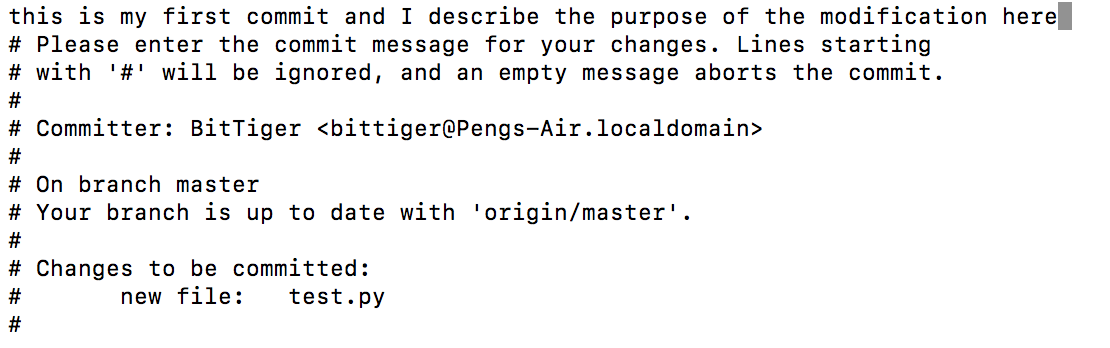 this is my first commit and I describe the purpose of the modification here
# Please enter the commit message for your changes. Lines starting
# with '#' will be ignored, and an empty message aborts the commit.
#
# Committer: BitTiger <bittiger@Pengs-Air.localdomain>
#
# On branch master
# Your branch is up to date with 'origin/master'.
#
# Changes to be committed:
#       new file:   test.py
#